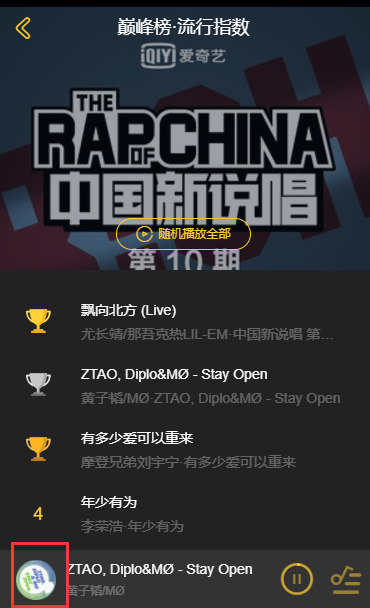 巅峰榜·流行指数
iQIYI 爱奇艺
THE
RAP OF CHINA
中国新说唱
随机播放全部
第10期
飘向北方 (Live)
尤长靖/那吾克热LIL-EM·中国新说唱 第…
ZTAO, Diplo&MØ - Stay Open
黄子韬/MØ·ZTAO, Diplo&MØ - Stay Open
有多少爱可以重来
摩登兄弟刘宇宁·有多少爱可以重来
4
年少有为
李荣浩·年少有为
ZTAO, Diplo&MØ - Stay Open
黄子韬/MØ